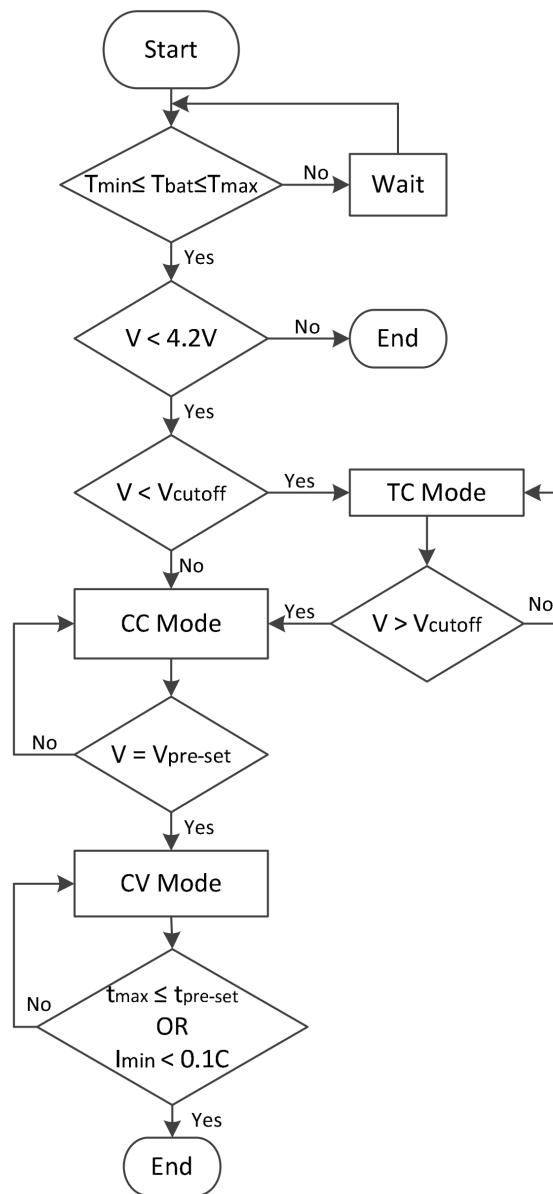 Start
Tmin≤ Tbat≤Tmax
No
Wait
Yes
V < 4.2V
No
End
Yes
V < Vcutoff
Yes
TC Mode
No
CC Mode
Yes
V > Vcutoff
No
No
V = Vpre-set
Yes
CV Mode
No
tmax ≤ tpre-set
OR
Imin < 0.1C
Yes
End